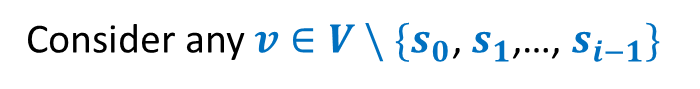 Consider any 𝒗 ∈ 𝑽 \ {𝒔₀, 𝒔₁,…, 𝒔ᵢ₋₁}